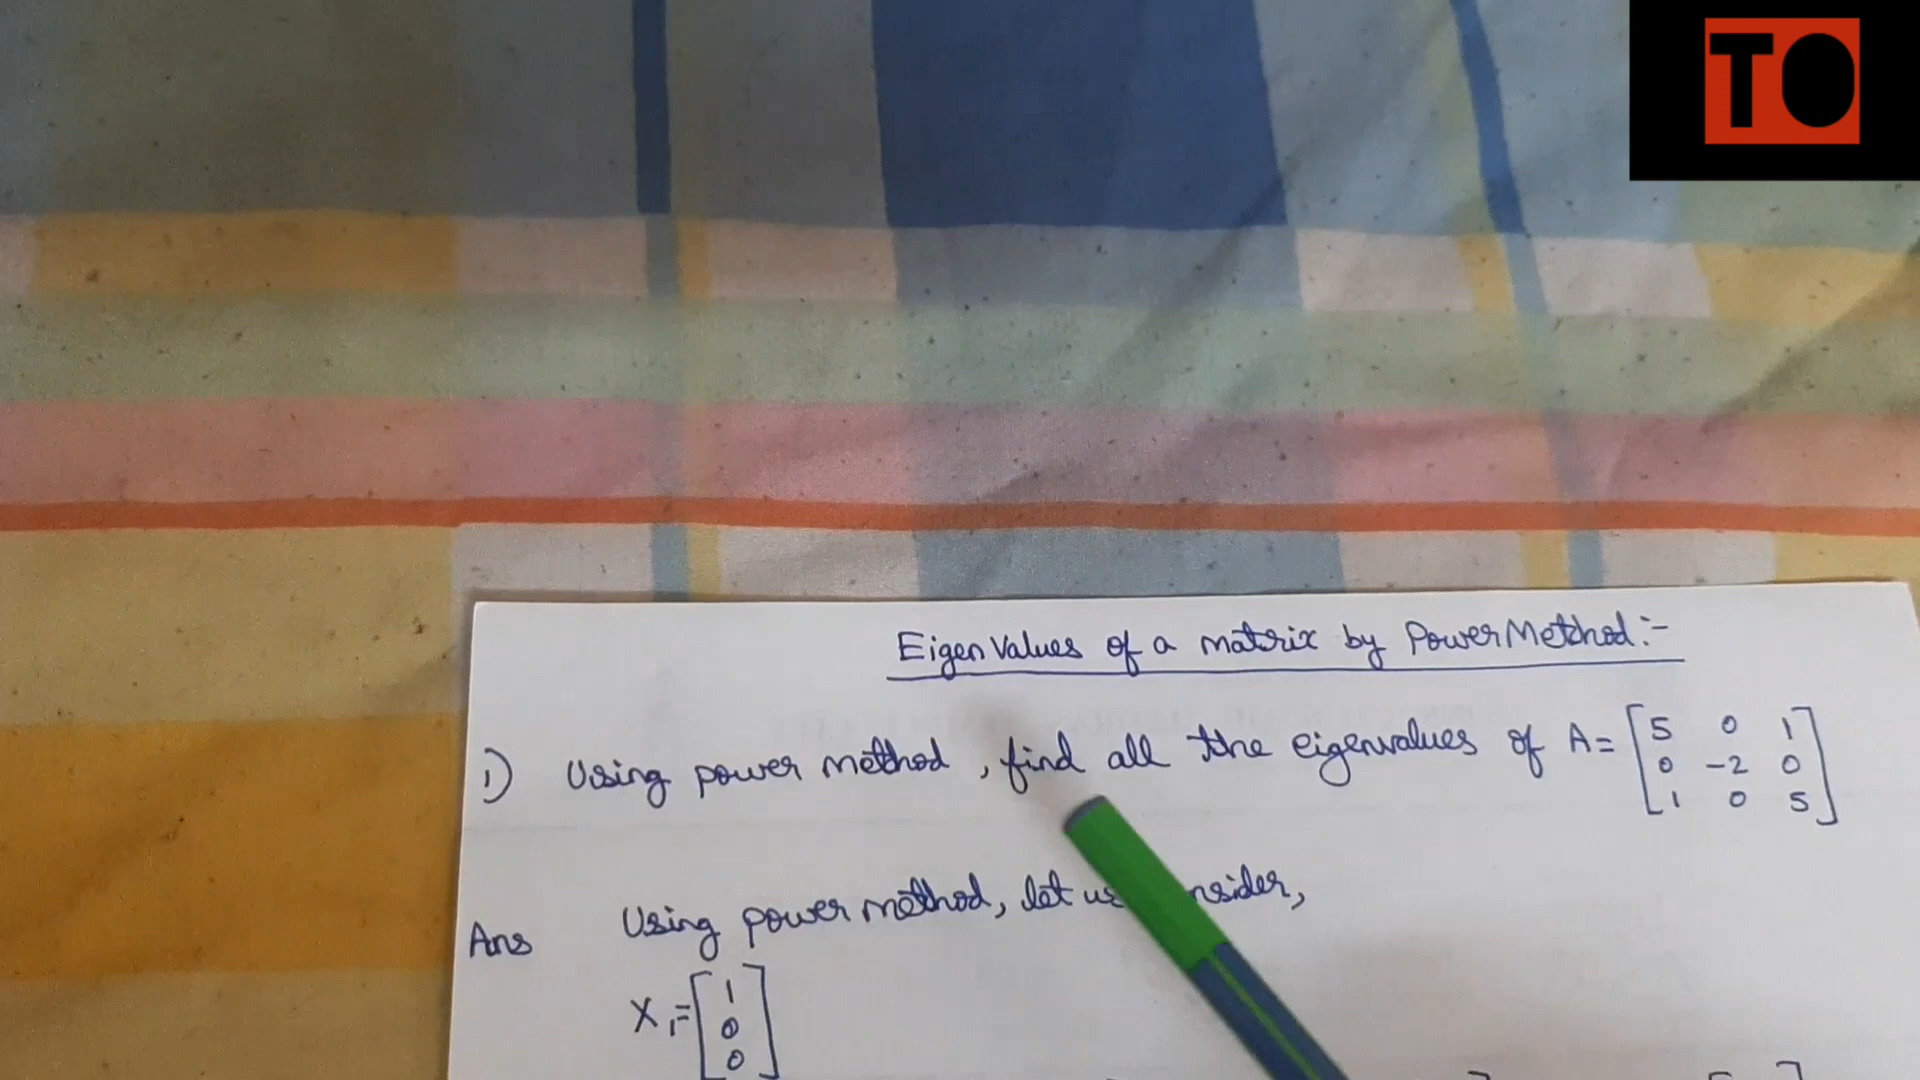 TO
Eigen Values of a matrix by Power Method:-
1) Using power method, find all the eigenvalues of A = [5 0 1
0 -2 0
1 0 5]
Ans Using power method, let us nsider,
X₁ = [1
0
0]